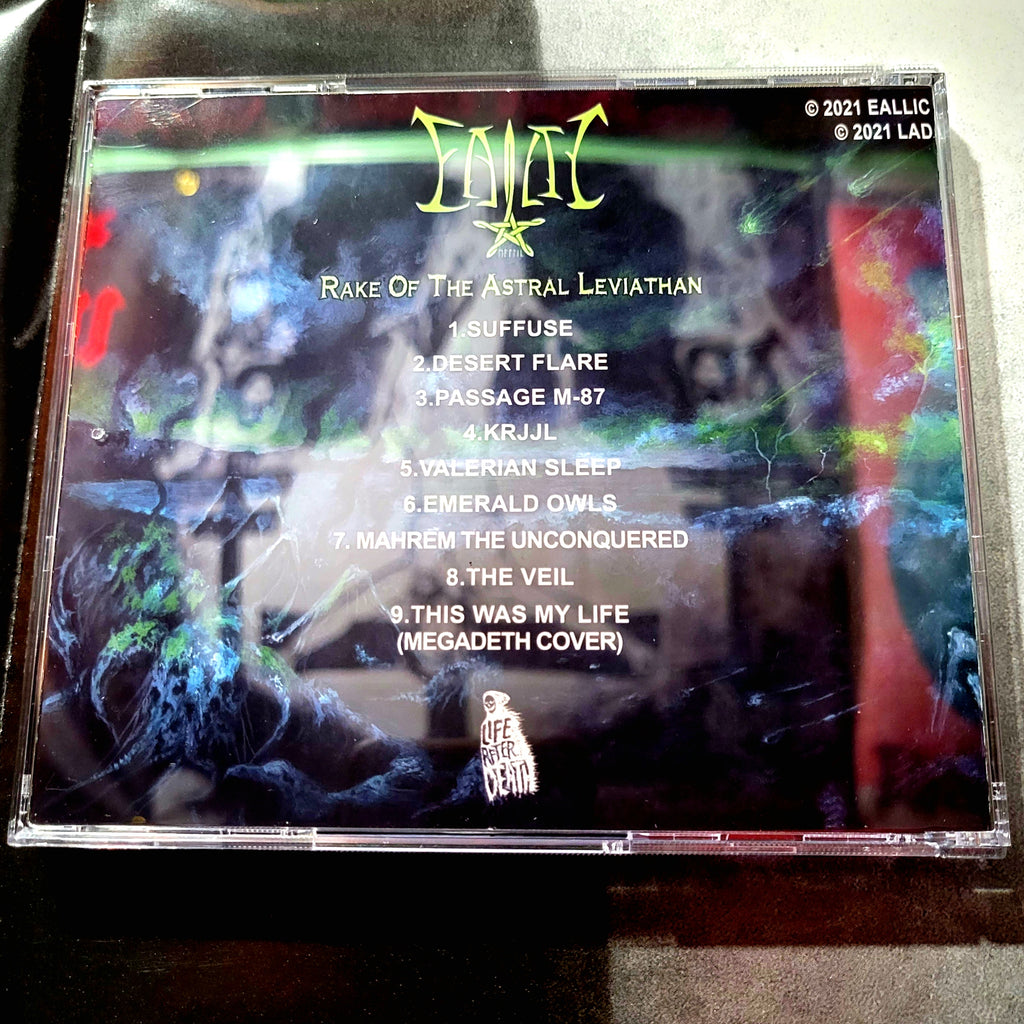 © 2021 EALLIC
© 2021 LAD
EALLIC
RAKE OF THE ASTRAL LEVIATHAN
1.SUFFUSE
2.DESERT FLARE
3.PASSAGE M-87
4.KRJJL
5.VALERIAN SLEEP
6.EMERALD OWLS
7. MAHREM THE UNCONQUERED
8.THE VEIL
9.THIS WAS MY LIFE
(MEGADETH COVER)
LIFE
AFTER
DEATH